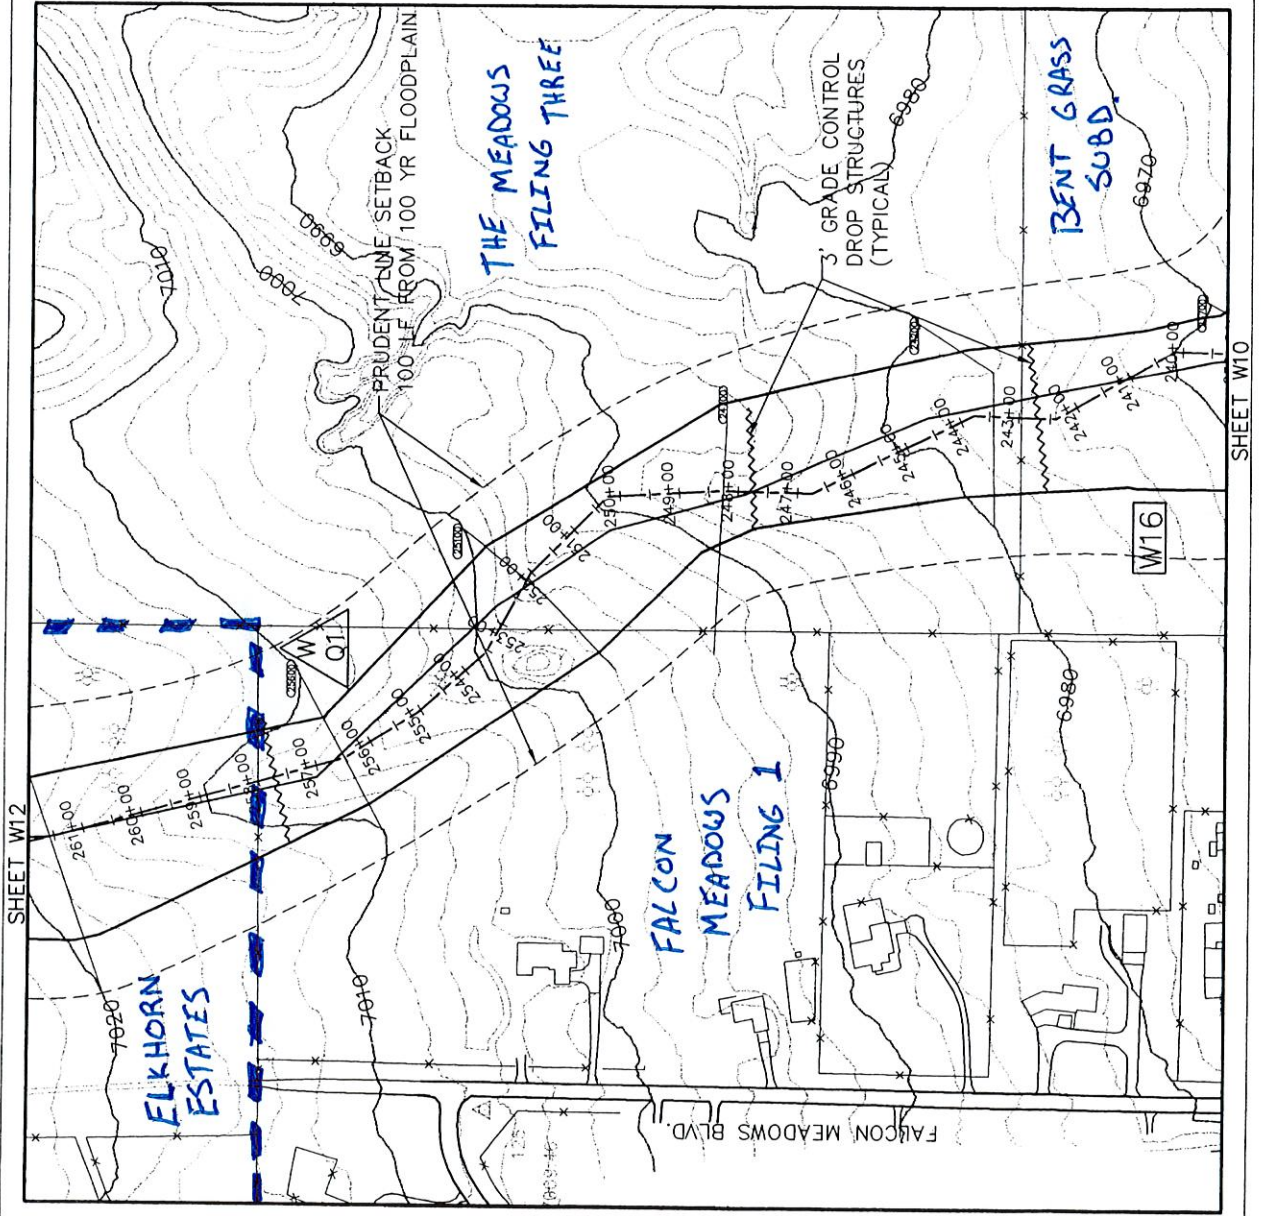 SHEET W12
SHEET W10
PRUDENT LINE SETBACK
100 LF FROM 100 YR FLOODPLAIN
THE MEADOWS
FILING THREE
3' GRADE CONTROL
DROP STRUCTURES
(TYPICAL)
BENT GRASS
SUBD.
ELKHORN
ESTATES
FALCON
MEADOWS
FILING 1
FALCON MEADOWS BLVD.
W16
W
Q1
7010
7000
6990
6980
6970
7020
7010
7000
6990
6980
261+00
260+00
259+00
258+00
257+00
256+00
255+00
254+00
253+00
251+00
250+00
249+00
248+00
247+00
246+00
245+00
244+00
243+00
242+00
241+00
240+00